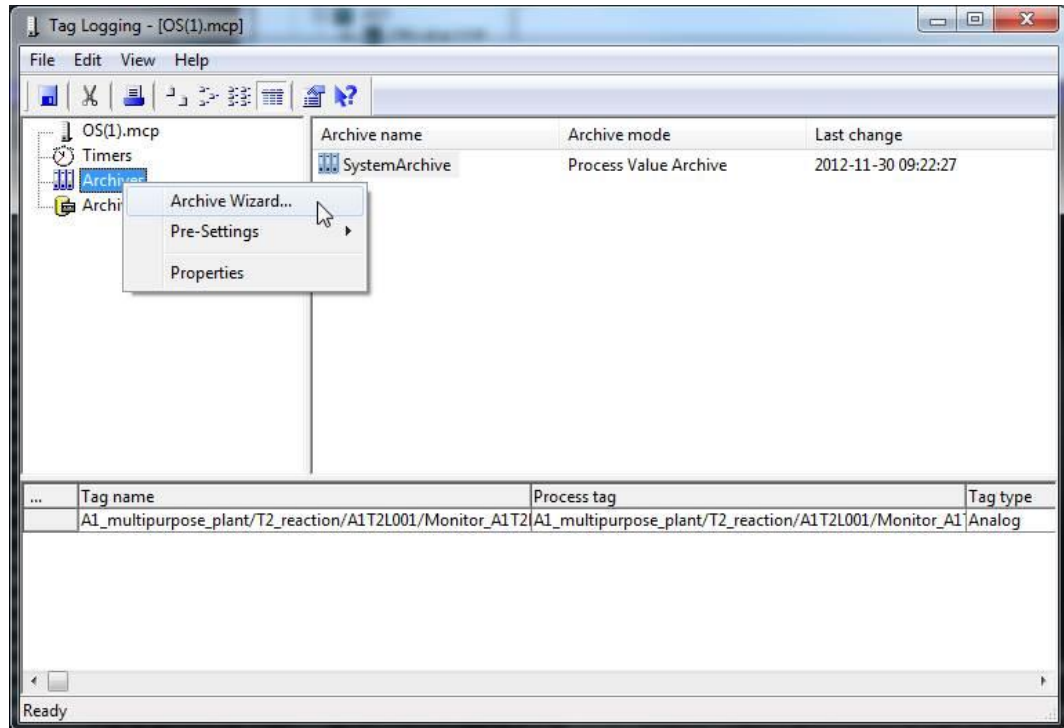 Tag Logging - [OS(1).mcp]
File Edit View Help
OS(1).mcp
Timers
Archives
Archi
Archive Wizard...
Pre-Settings
Properties
Archive name Archive mode Last change
SystemArchive Process Value Archive 2012-11-30 09:22:27
... Tag name Process tag Tag type
A1_multipurpose_plant/T2_reaction/A1T2L001/Monitor_A1T2 A1_multipurpose_plant/T2_reaction/A1T2L001/Monitor_A1 Analog
Ready